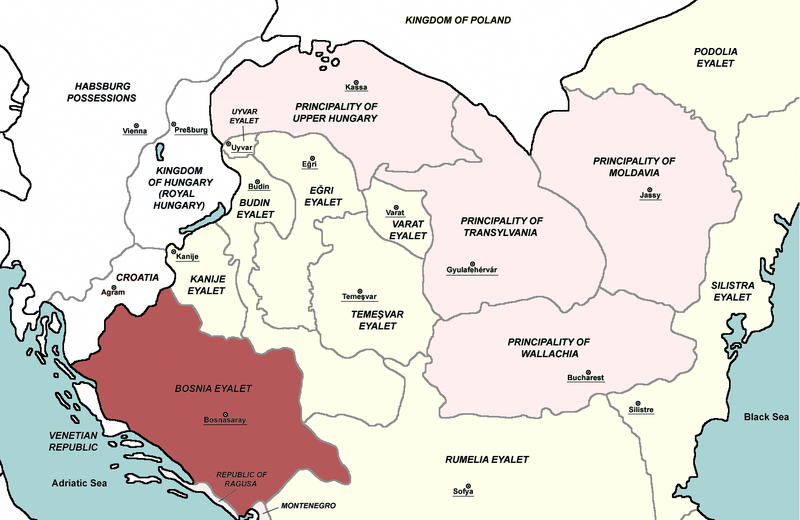 KINGDOM OF POLAND
PODOLIA
EYALET
HABSBURG
POSSESSIONS
Kassa
PRINCIPALITY OF
UPPER HUNGARY
UYVAR
EYALET
Vienna
Preßburg
Uyvar
KINGDOM
OF HUNGARY
(ROYAL
HUNGARY)
Eğri
Budin
BUDIN
EYALET
EĞRI
EYALET
Varat
VARAT
EYALET
PRINCIPALITY OF
MOLDAVIA
Jassy
PRINCIPALITY OF
TRANSYLVANIA
Gyulafehérvár
Kanije
KANIJE
EYALET
CROATIA
Agram
Temeşvar
TEMEŞVAR
EYALET
SILISTRA
EYALET
PRINCIPALITY OF
WALLACHIA
Bucharest
Silistre
BOSNIA EYALET
Bosnasaray
Black Sea
VENETIAN
REPUBLIC
Adriatic Sea
RUMELIA EYALET
Sofya
REPUBLIC OF
RAGUSA
MONTENEGRO